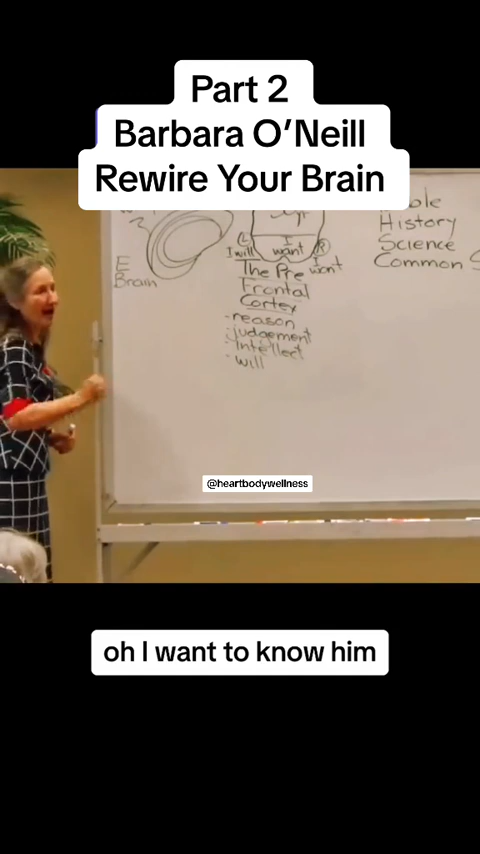 Part 2
Barbara O’Neill
Rewire Your Brain
History
Science
Common
E
Brain
L
I will
I
want
R
I
wont
The Pre
Frontal
Cortex
- reason
- judgement
- intellect
- will
@heartbodywellness
oh I want to know him